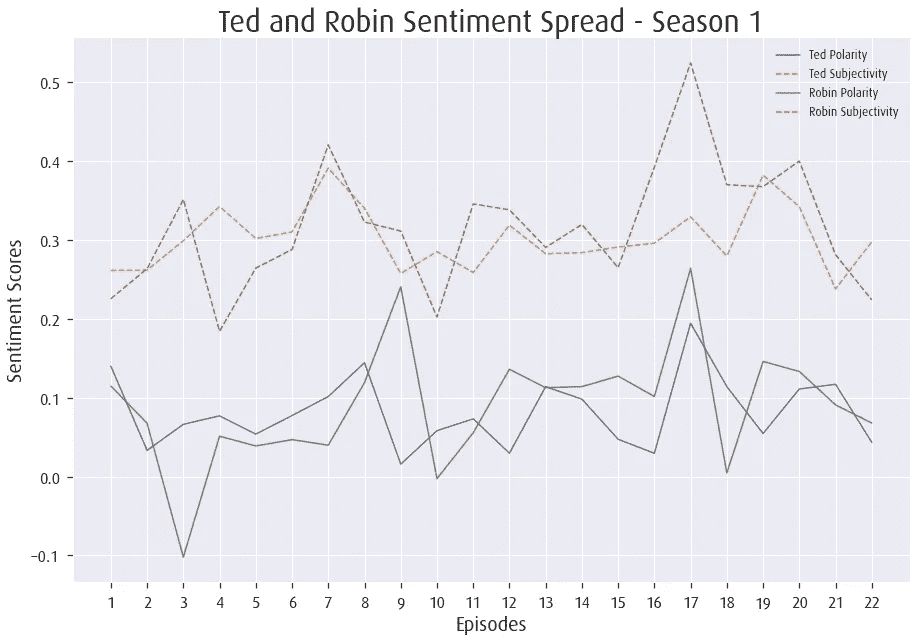 Ted and Robin Sentiment Spread - Season 1
Ted Polarity
Ted Subjectivity
Robin Polarity
Robin Subjectivity
Sentiment Scores
0.5
0.4
0.3
0.2
0.1
0.0
−0.1
1 2 3 4 5 6 7 8 9 10 11 12 13 14 15 16 17 18 19 20 21 22
Episodes